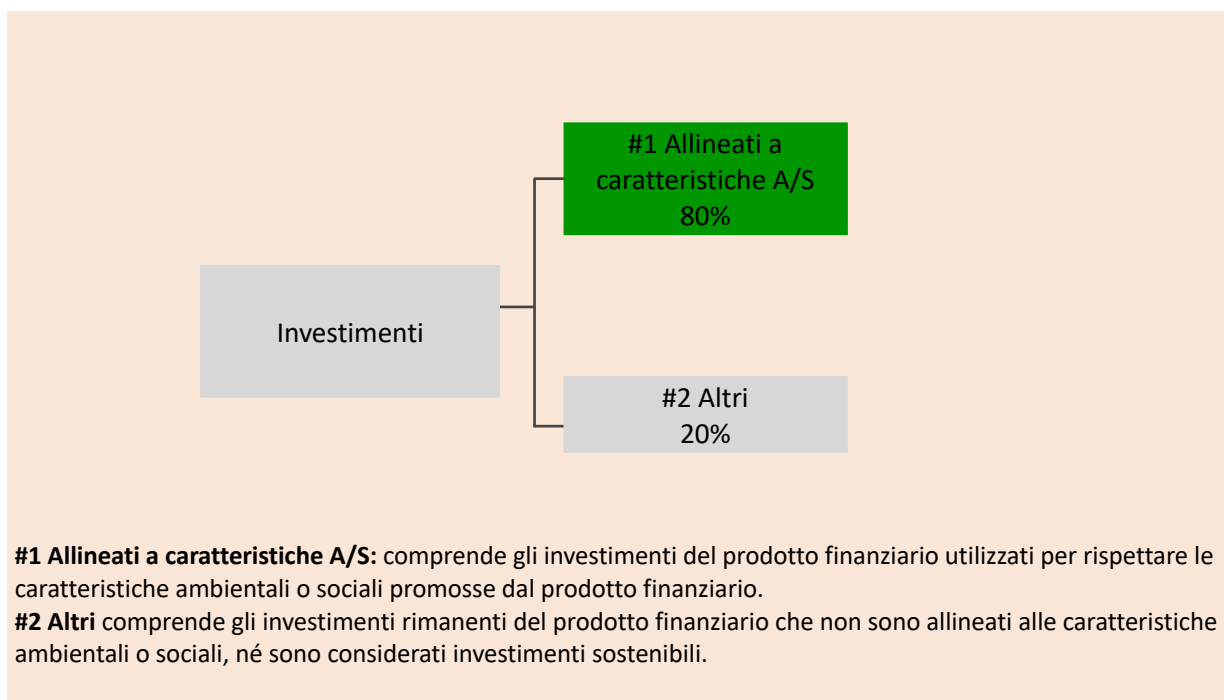 #1 Allineati a
caratteristiche A/S
80%
Investimenti
#2 Altri
20%
#1 Allineati a caratteristiche A/S: comprende gli investimenti del prodotto finanziario utilizzati per rispettare le
caratteristiche ambientali o sociali promosse dal prodotto finanziario.
#2 Altri comprende gli investimenti rimanenti del prodotto finanziario che non sono allineati alle caratteristiche
ambientali o sociali, né sono considerati investimenti sostenibili.